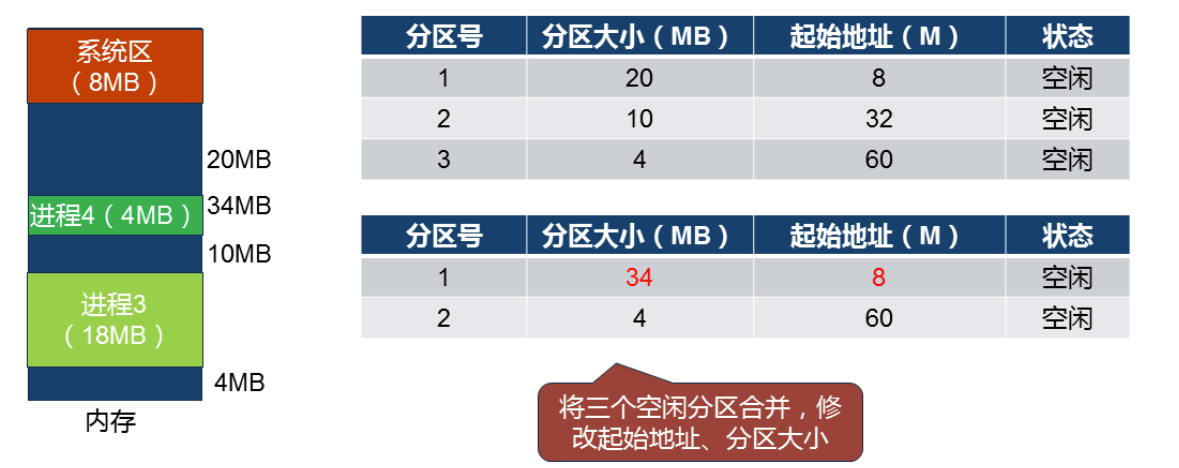 系统区
（8MB）
20MB
进程4（4MB）
34MB
10MB
进程3
（18MB）
4MB
内存
分区号 分区大小（MB） 起始地址（M） 状态
1 20 8 空闲
2 10 32 空闲
3 4 60 空闲
分区号 分区大小（MB） 起始地址（M） 状态
1 34 8 空闲
2 4 60 空闲
将三个空闲分区合并，修
改起始地址、分区大小